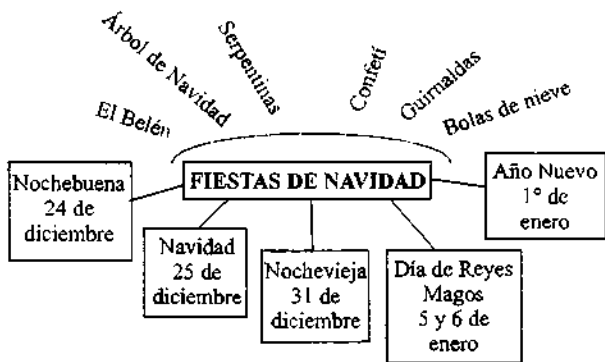 El Belén
Árbol de Navidad
Serpentinas
Confetí
Guirnaldas
Bolas de nieve
FIESTAS DE NAVIDAD
Nochebuena
24 de
diciembre
Navidad
25 de
diciembre
Nochevieja
31 de
diciembre
Día de Reyes
Magos
5 y 6 de
enero
Año Nuevo
1° de
enero